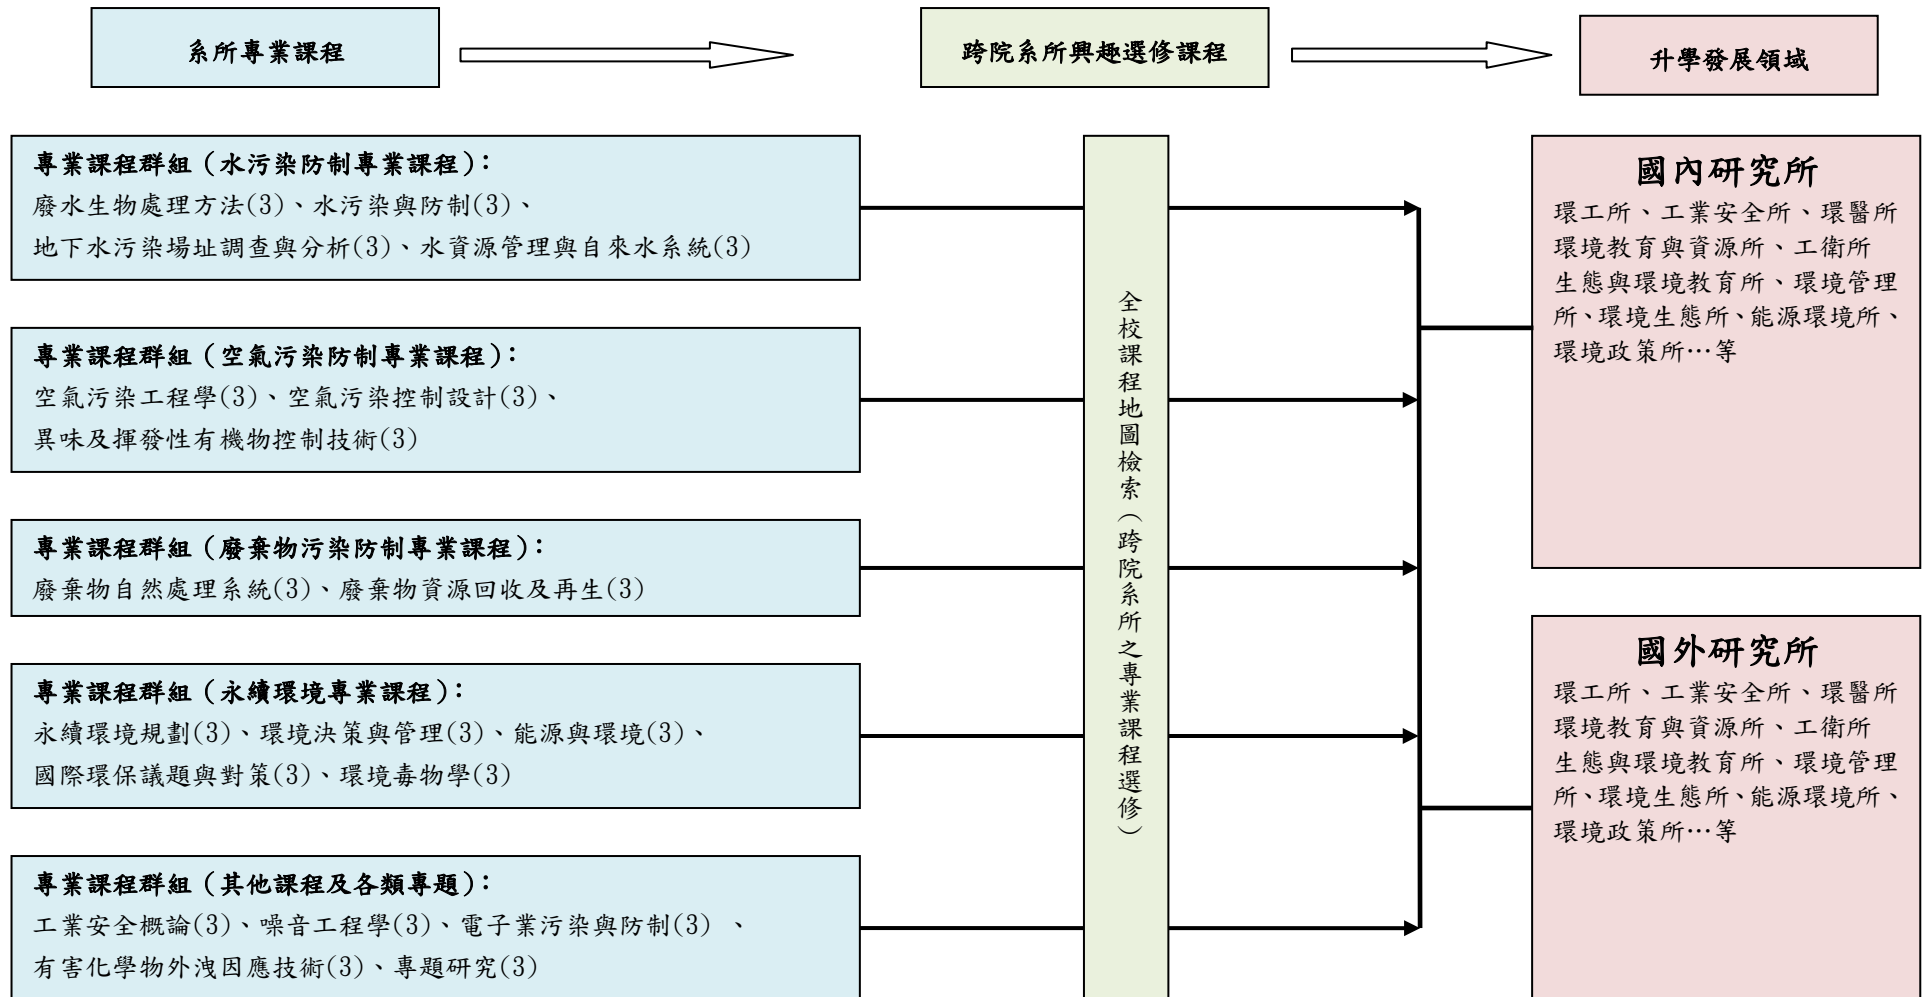 系所專業課程
跨院系所興趣選修課程
升學發展領域
專業課程群組（水污染防制專業課程）：
廢水生物處理方法(3)、水污染與防制(3)、
地下水污染場址調查與分析(3)、水資源管理與自來水系統(3)
專業課程群組（空氣污染防制專業課程）：
空氣污染工程學(3)、空氣污染控制設計(3)、
異味及揮發性有機物控制技術(3)
專業課程群組（廢棄物污染防制專業課程）：
廢棄物自然處理系統(3)、廢棄物資源回收及再生(3)
專業課程群組（永續環境專業課程）：
永續環境規劃(3)、環境決策與管理(3)、能源與環境(3)、
國際環保議題與對策(3)、環境毒物學(3)
專業課程群組（其他課程及各類專題）：
工業安全概論(3)、噪音工程學(3)、電子業污染與防制(3) 、
有害化學物外洩因應技術(3)、專題研究(3)
全校課程地圖檢索（跨院系所之專業課程選修）
國內研究所
環工所、工業安全所、環醫所
環境教育與資源所、工衛所
生態與環境教育所、環境管理
所、環境生態所、能源環境所、
環境政策所…等
國外研究所
環工所、工業安全所、環醫所
環境教育與資源所、工衛所
生態與環境教育所、環境管理
所、環境生態所、能源環境所、
環境政策所…等